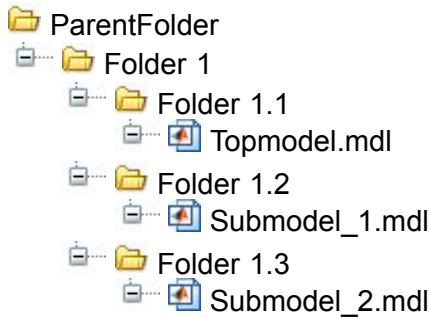 ParentFolder
Folder 1
Folder 1.1
Topmodel.mdl
Folder 1.2
Submodel_1.mdl
Folder 1.3
Submodel_2.mdl